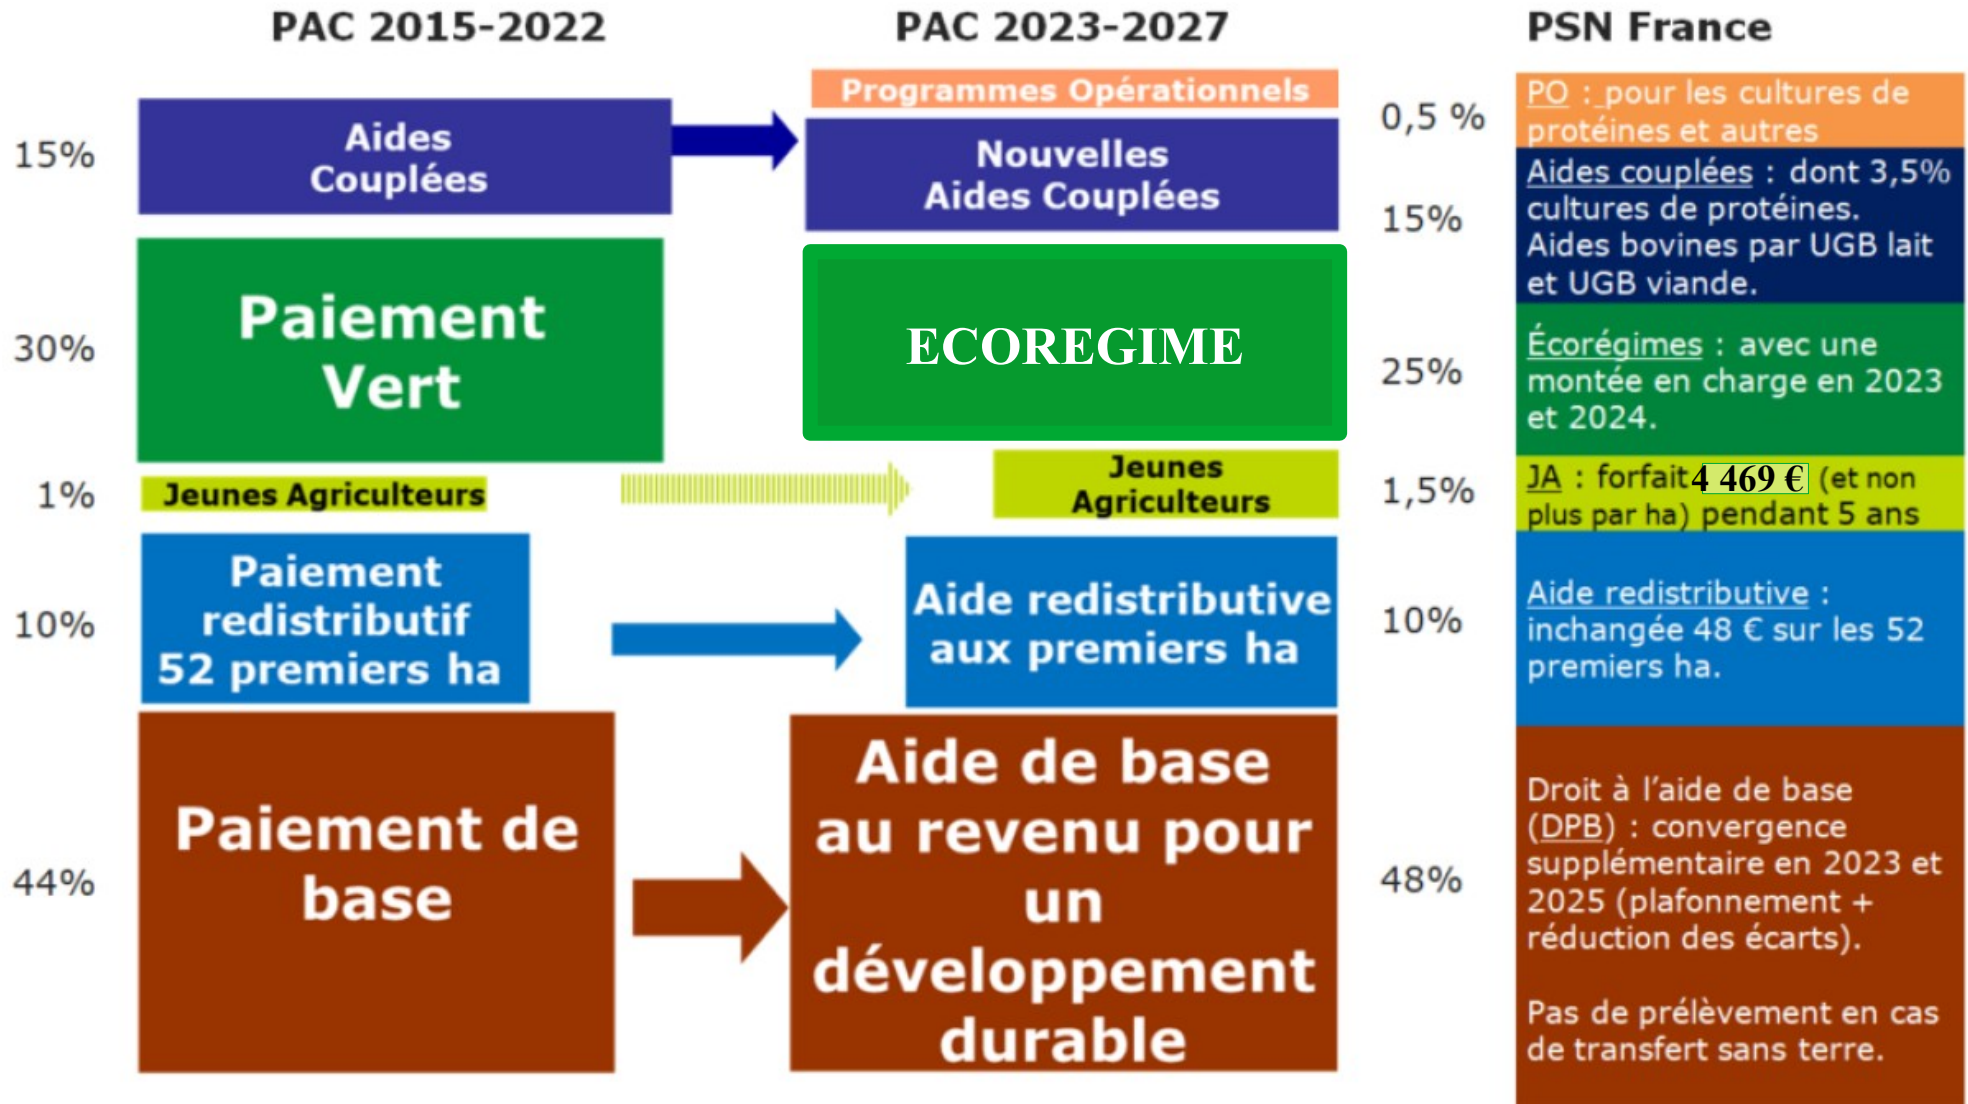 PAC 2015-2022
PAC 2023-2027
PSN France
15%
Aides
Couplées
30%
Paiement
Vert
1%
Jeunes Agriculteurs
10%
Paiement
redistributif
52 premiers ha
44%
Paiement de
base
Programmes Opérationnels
0,5 %
Nouvelles
Aides Couplées
15%
ECOREGIME
25%
Jeunes
Agriculteurs
1,5%
Aide redistributive
aux premiers ha
10%
Aide de base
au revenu pour
un
développement
durable
48%
PO : pour les cultures de
protéines et autres
Aides couplées : dont 3,5%
cultures de protéines.
Aides bovines par UGB lait
et UGB viande.
Écorégimes : avec une
montée en charge en 2023
et 2024.
JA : forfait 4 469 € (et non
plus par ha) pendant 5 ans
Aide redistributive :
inchangée 48 € sur les 52
premiers ha.
Droit à l'aide de base
(DPB) : convergence
supplémentaire en 2023 et
2025 (plafonnement +
réduction des écarts).
Pas de prélèvement en cas
de transfert sans terre.